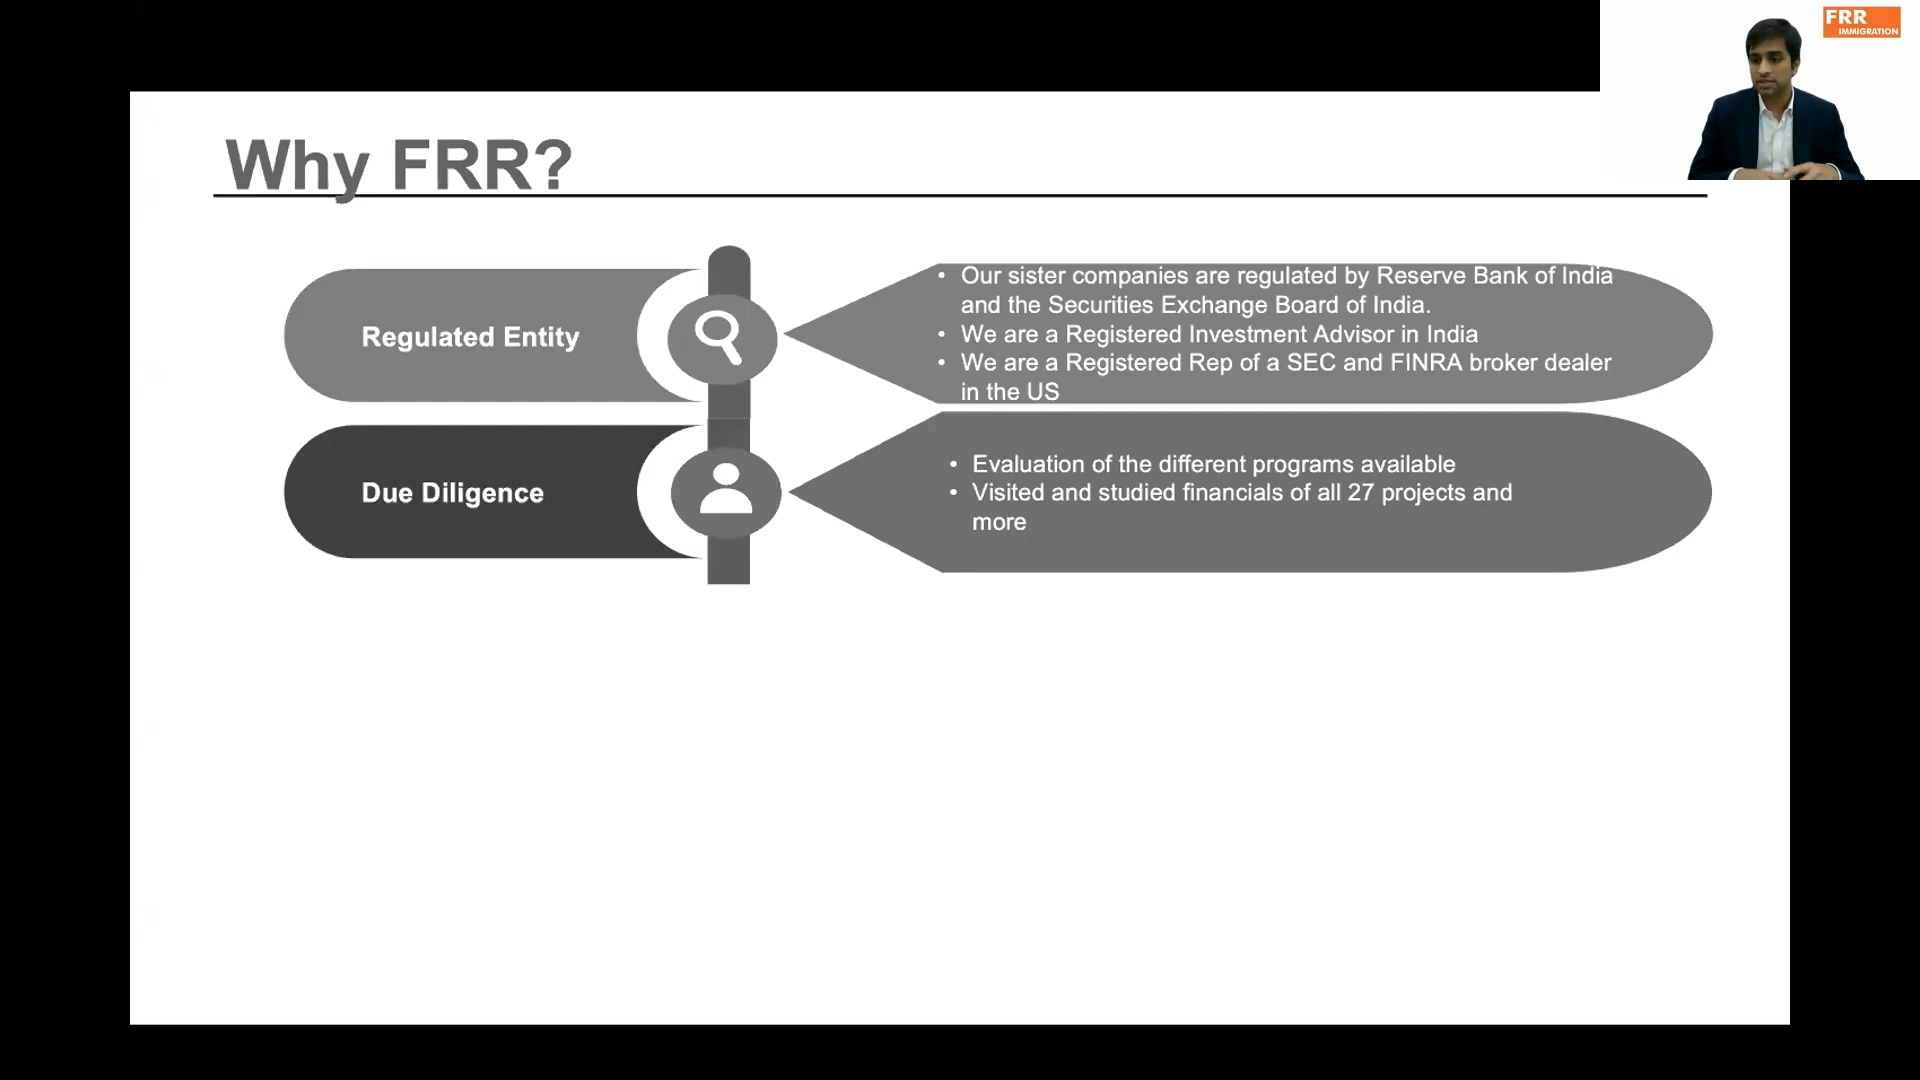 FRR
IMMIGRATION
Why FRR?
Regulated Entity
• Our sister companies are regulated by Reserve Bank of India
and the Securities Exchange Board of India.
• We are a Registered Investment Advisor in India
• We are a Registered Rep of a SEC and FINRA broker dealer
in the US
Due Diligence
• Evaluation of the different programs available
• Visited and studied financials of all 27 projects and
more